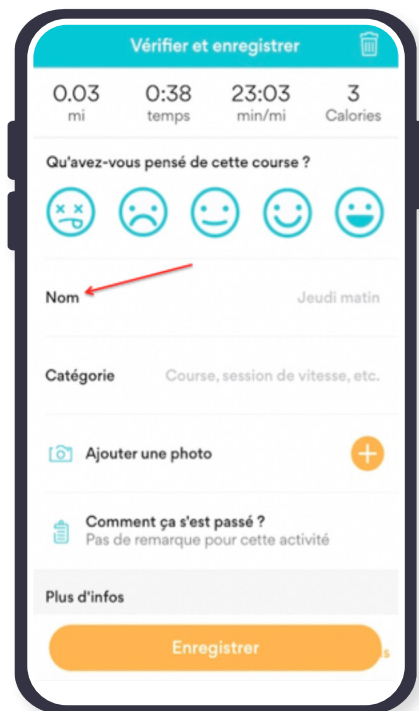 Vérifier et enregistrer
0.03 0:38 23:03 3
mi temps min/mi Calories
Qu'avez-vous pensé de cette course ?
Nom Jeudi matin
Catégorie Course, session de vitesse, etc.
Ajouter une photo
Comment ça s'est passé ?
Pas de remarque pour cette activité
Plus d'infos
Enregistrer